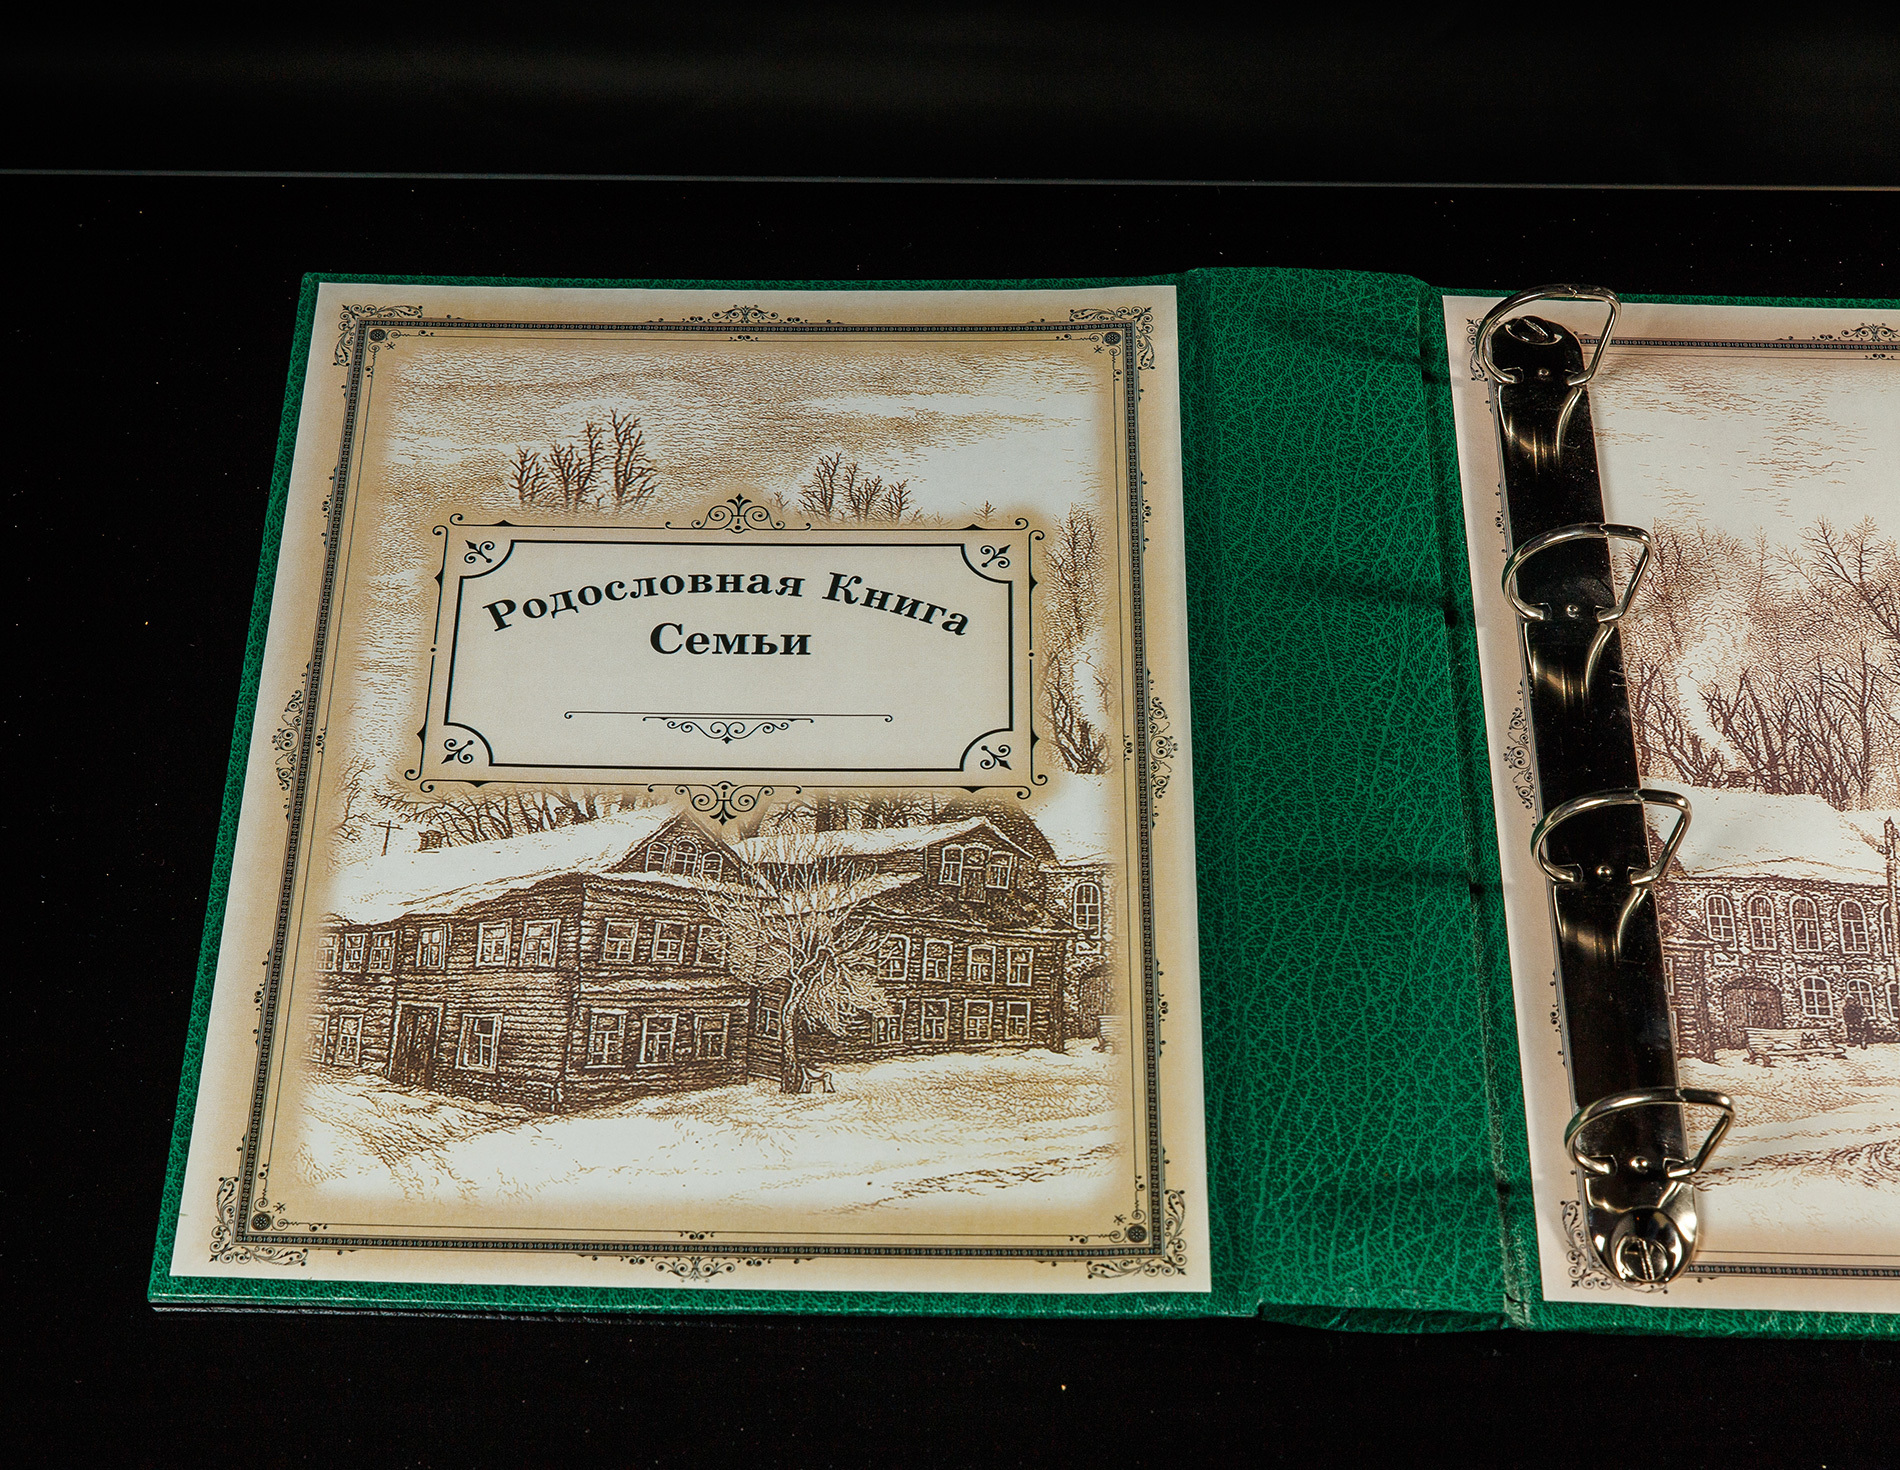 Родословная Книга
Семьи